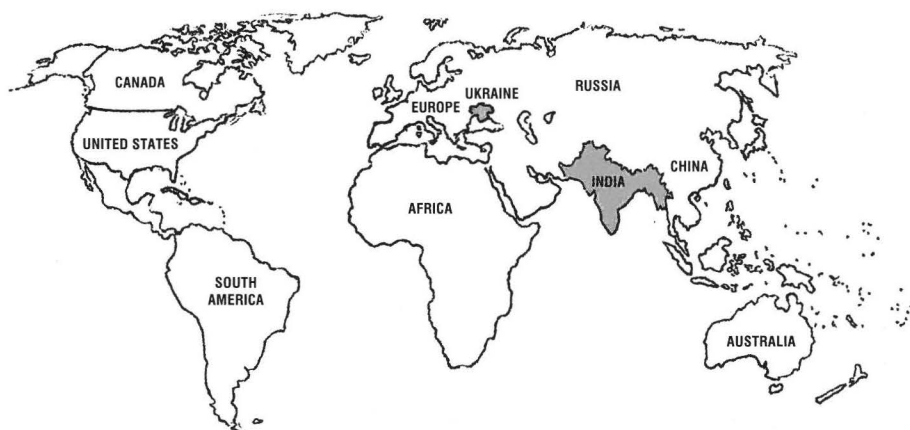 CANADA
UNITED STATES
SOUTH
AMERICA
EUROPE
UKRAINE
RUSSIA
AFRICA
INDIA
CHINA
AUSTRALIA